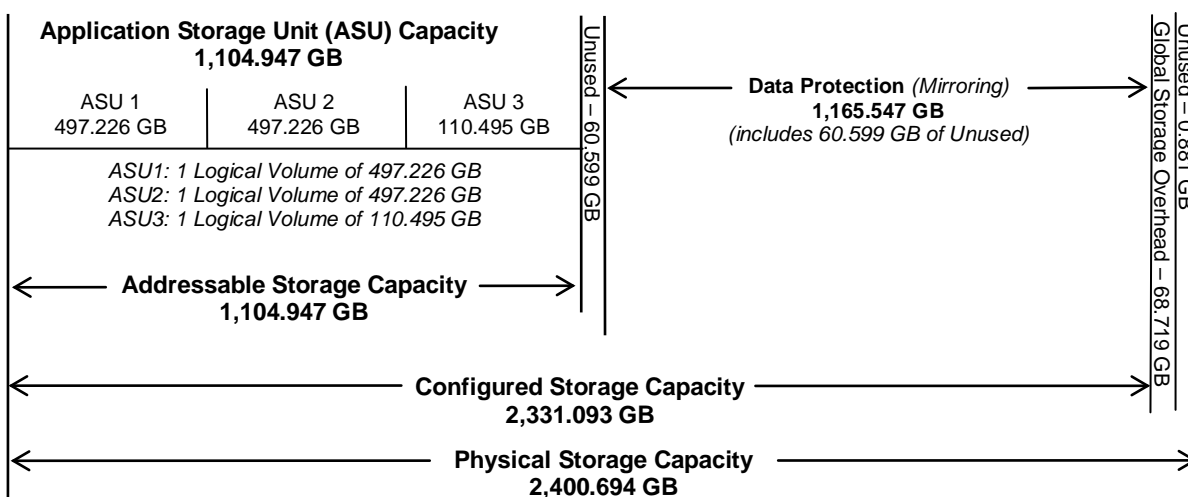 Application Storage Unit (ASU) Capacity
1,104.947 GB
ASU 1
497.226 GB
ASU 2
497.226 GB
ASU 3
110.495 GB
ASU1: 1 Logical Volume of 497.226 GB
ASU2: 1 Logical Volume of 497.226 GB
ASU3: 1 Logical Volume of 110.495 GB
Unused – 60.599 GB
Data Protection (Mirroring)
1,165.547 GB
(includes 60.599 GB of Unused)
Unused – 0.881 GB
Global Storage Overhead – 68.719 GB
Addressable Storage Capacity
1,104.947 GB
Configured Storage Capacity
2,331.093 GB
Physical Storage Capacity
2,400.694 GB